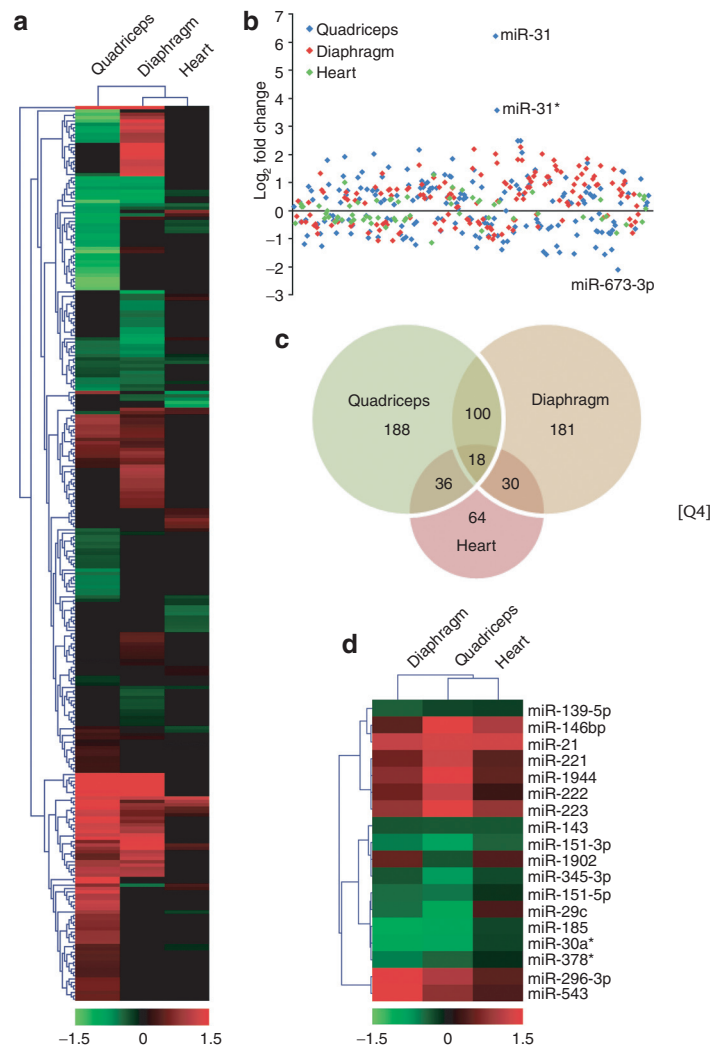 a
Quadriceps
Diaphragm
Heart
−1.5 0 1.5
b
Log2 fold change
7
6
5
4
3
2
1
0
−1
−2
−3
Quadriceps
Diaphragm
Heart
miR-31
miR-31*
miR-673-3p
c
Quadriceps
188
100
Diaphragm
181
18
36
30
64
Heart
[Q4]
d
Diaphragm
Quadriceps
Heart
miR-139-5p
miR-146bp
miR-21
miR-221
miR-1944
miR-222
miR-223
miR-143
miR-151-3p
miR-1902
miR-345-3p
miR-151-5p
miR-29c
miR-185
miR-30a*
miR-378*
miR-296-3p
miR-543
−1.5 0 1.5